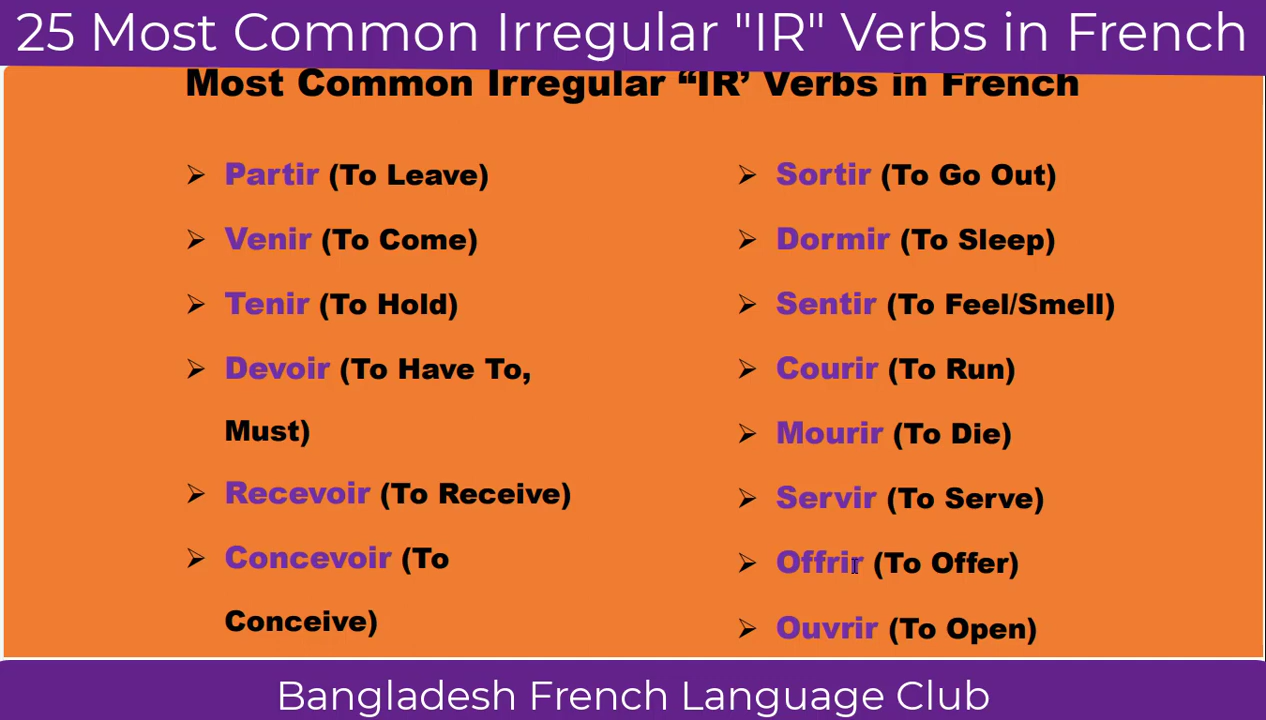 25 Most Common Irregular "IR" Verbs in French
Most Common Irregular “IR’ Verbs in French
➢ Partir (To Leave)
➢ Venir (To Come)
➢ Tenir (To Hold)
➢ Devoir (To Have To,
Must)
➢ Recevoir (To Receive)
➢ Concevoir (To
Conceive)
➢ Sortir (To Go Out)
➢ Dormir (To Sleep)
➢ Sentir (To Feel/Smell)
➢ Courir (To Run)
➢ Mourir (To Die)
➢ Servir (To Serve)
➢ Offrir (To Offer)
➢ Ouvrir (To Open)
Bangladesh French Language Club